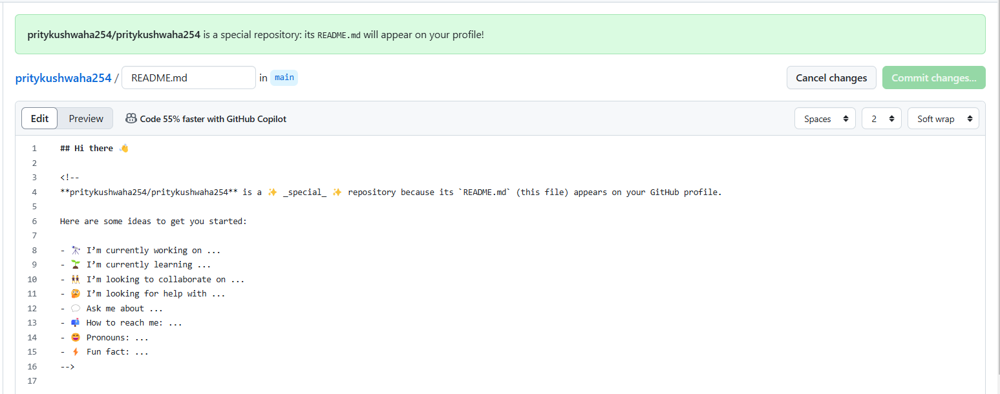 pritykushwaha254/pritykushwaha254 is a special repository: its README.md will appear on your profile!
pritykushwaha254 / README.md in main Cancel changes Commit changes...
Edit Preview Code 55% faster with GitHub Copilot Spaces 2 Soft wrap
1 ## Hi there 👋
2
3 <!--
4 **pritykushwaha254/pritykushwaha254** is a ✨ _special_ ✨ repository because its `README.md` (this file) appears on your GitHub profile.
5
6 Here are some ideas to get you started:
7
8 - 🔭 I’m currently working on ...
9 - 🌱 I’m currently learning ...
10 - 👯 I’m looking to collaborate on ...
11 - 🤔 I’m looking for help with ...
12 - 💬 Ask me about ...
13 - 📫 How to reach me: ...
14 - 😄 Pronouns: ...
15 - ⚡ Fun fact: ...
16 -->
17